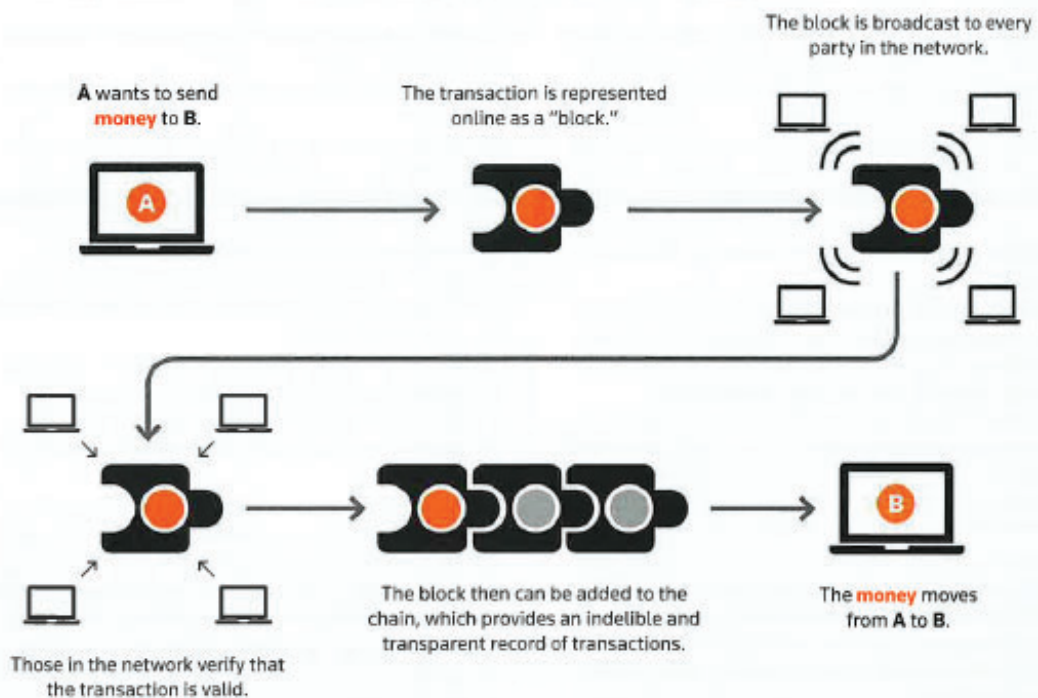 A wants to send
money to B.
A
The transaction is represented
online as a "block."
The block is broadcast to every
party in the network.
Those in the network verify that
the transaction is valid.
The block then can be added to the
chain, which provides an indelible and
transparent record of transactions.
B
The money moves
from A to B.